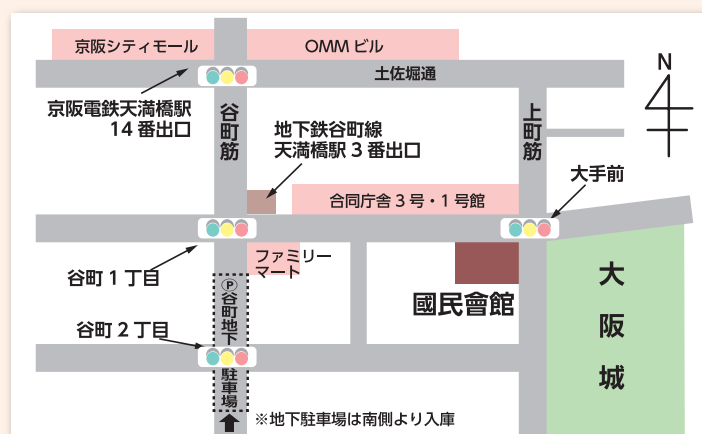 京阪シティモール
OMMビル
土佐堀通
N
京阪電鉄天満橋駅
14番出口
谷町筋
地下鉄谷町線
天満橋駅3番出口
上町筋
大手前
合同庁舎3号・1号館
谷町1丁目
ファミリー
マート
國民會館
大阪城
谷町2丁目
Ⓟ谷町地下駐車場
※地下駐車場は南側より入庫